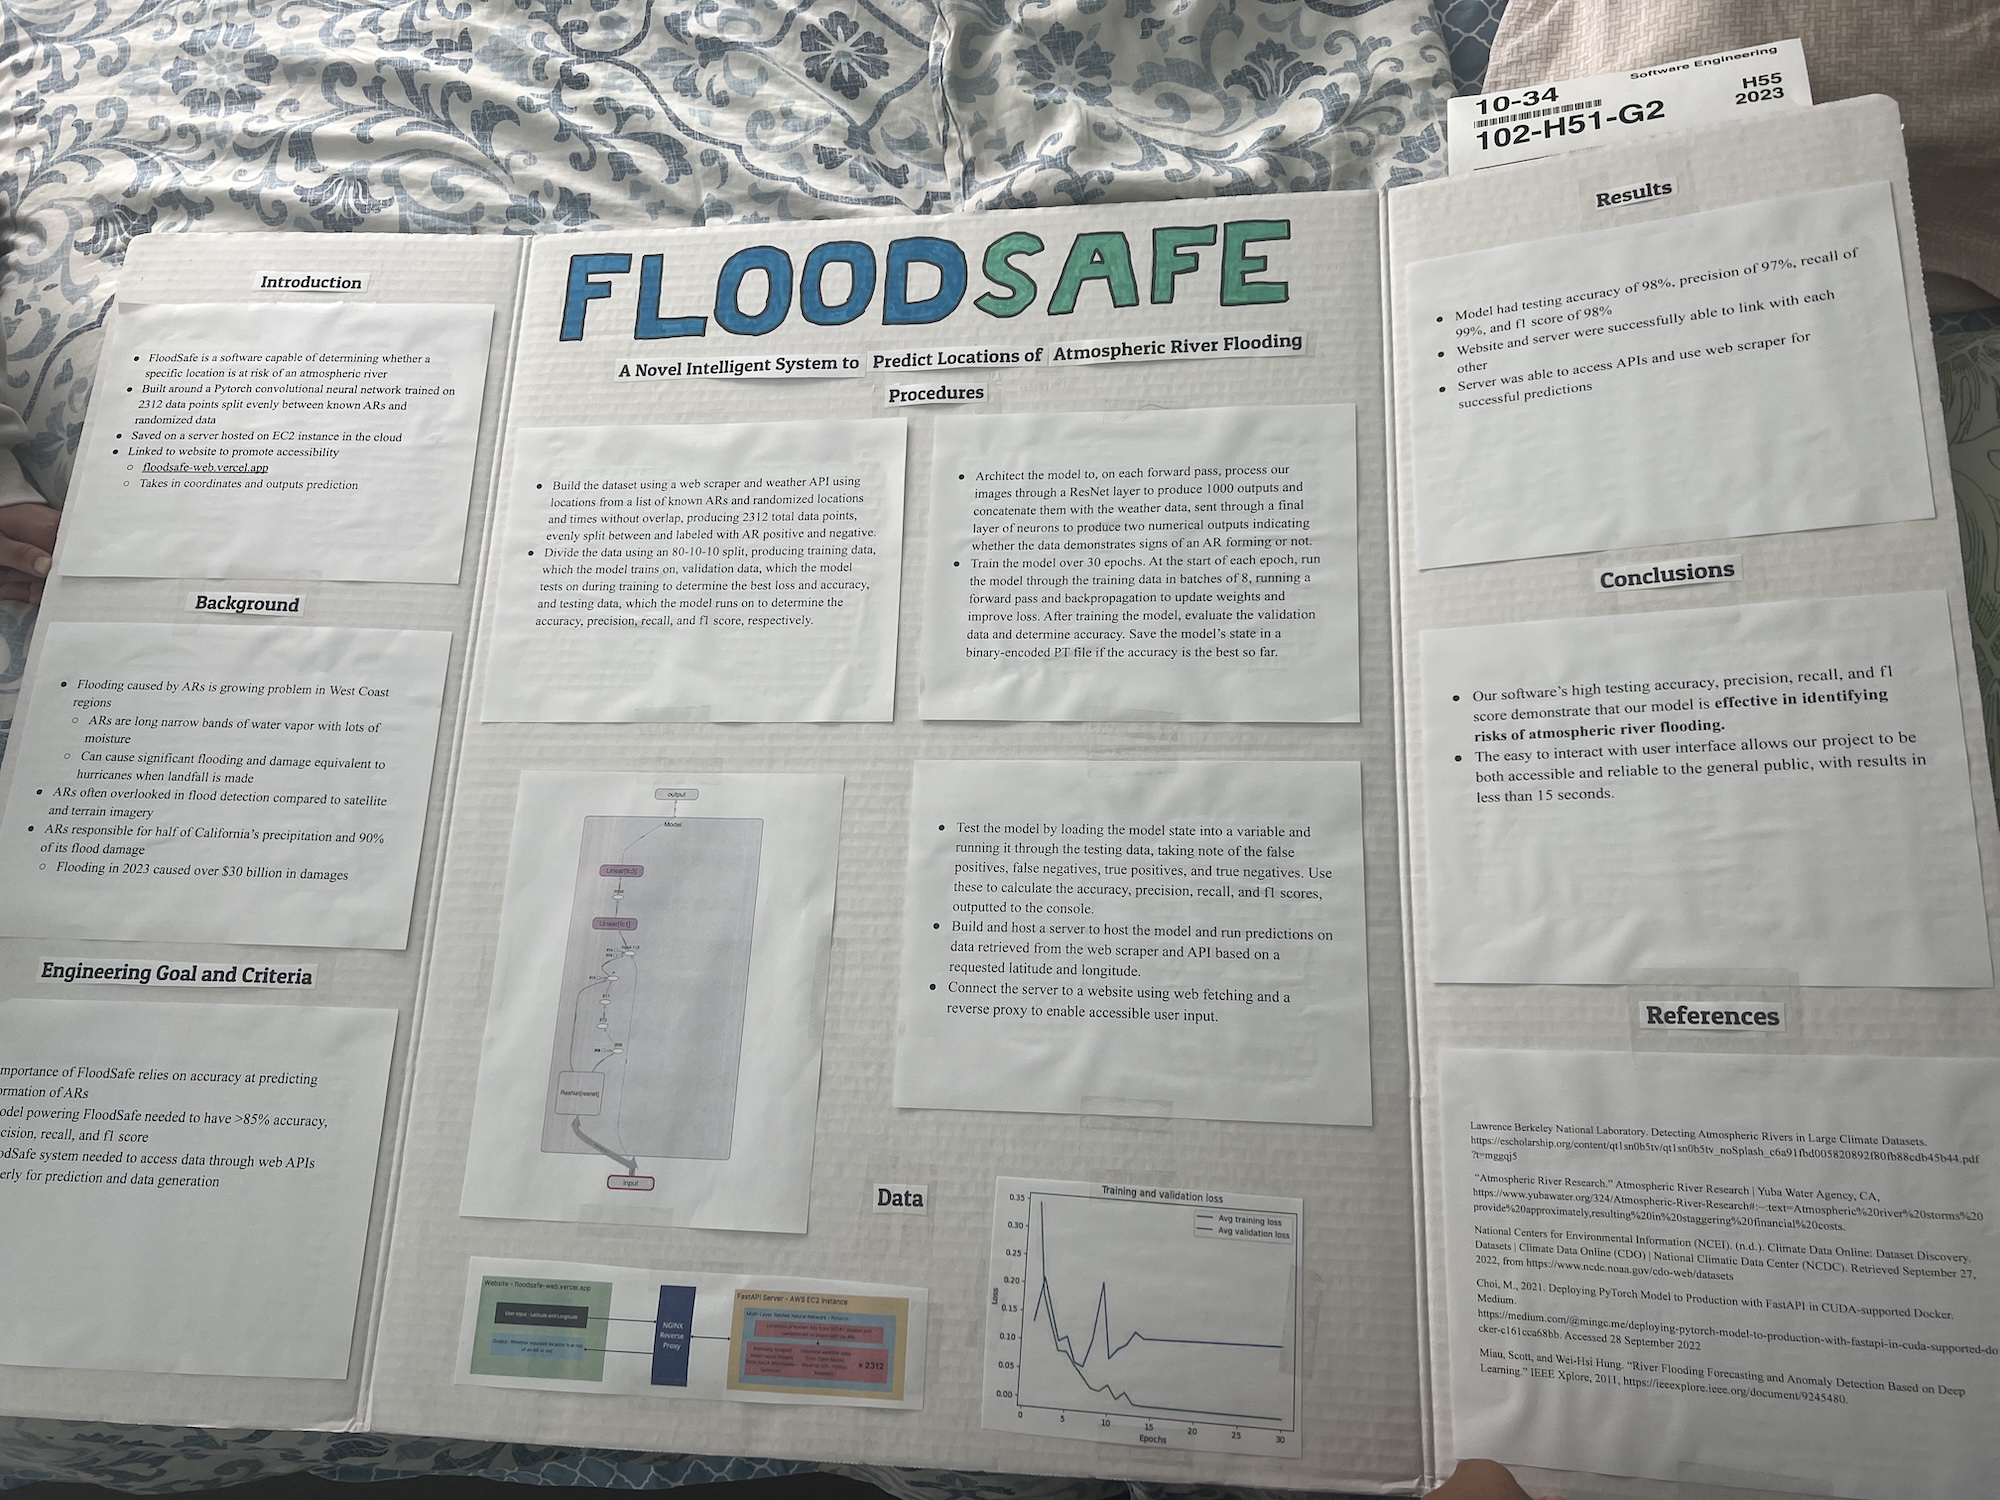 Software Engineering
10-34
H55
2023
102-H51-G2
FLOODSAFE
A Novel Intelligent System to Predict Locations of Atmospheric River Flooding
Introduction
• FloodSafe is a software capable of determining whether a
specific location is at risk of an atmospheric river
• Built around a Pytorch convolutional neural network trained on
2312 data points split evenly between known ARs and
randomized data
• Saved on a server hosted on EC2 instance in the cloud
• Linked to website to promote accessibility
○ floodsafe-web.vercel.app
○ Takes in coordinates and outputs prediction
Background
• Flooding caused by ARs is growing problem in West Coast
regions
○ ARs are long narrow bands of water vapor with lots of
moisture
○ Can cause significant flooding and damage equivalent to
hurricanes when landfall is made
• ARs often overlooked in flood detection compared to satellite
and terrain imagery
• ARs responsible for half of California's precipitation and 90%
of its flood damage
○ Flooding in 2023 caused over $30 billion in damages
Engineering Goal and Criteria
mportance of FloodSafe relies on accuracy at predicting
ormation of ARs
odel powering FloodSafe needed to have >85% accuracy,
cision, recall, and f1 score
odSafe system needed to access data through web APIs
erly for prediction and data generation
Procedures
• Build the dataset using a web scraper and weather API using
locations from a list of known ARs and randomized locations
and times without overlap, producing 2312 total data points,
evenly split between and labeled with AR positive and negative.
• Divide the data using an 80-10-10 split, producing training data,
which the model trains on, validation data, which the model
tests on during training to determine the best loss and accuracy,
and testing data, which the model runs on to determine the
accuracy, precision, recall, and f1 score, respectively.
• Architect the model to, on each forward pass, process our
images through a ResNet layer to produce 1000 outputs and
concatenate them with the weather data, sent through a final
layer of neurons to produce two numerical outputs indicating
whether the data demonstrates signs of an AR forming or not.
• Train the model over 30 epochs. At the start of each epoch, run
the model through the training data in batches of 8, running a
forward pass and backpropagation to update weights and
improve loss. After training the model, evaluate the validation
data and determine accuracy. Save the model's state in a
binary-encoded PT file if the accuracy is the best so far.
output
Model
Linear[fc1]
ResNet[resnet]
input
• Test the model by loading the model state into a variable and
running it through the testing data, taking note of the false
positives, false negatives, true positives, and true negatives. Use
these to calculate the accuracy, precision, recall, and f1 scores,
outputted to the console.
• Build and host a server to host the model and run predictions on
data retrieved from the web scraper and API based on a
requested latitude and longitude.
• Connect the server to a website using web fetching and a
reverse proxy to enable accessible user input.
Data
Website - floodsafe-web.vercel.app
User Input - Latitude and Longitude
NGINX
Reverse
Proxy
FastAPI Server - AWS EC2 Instance
x 2312
Training and validation loss
Avg training loss
Avg validation loss
0.35
0.30
0.25
0.20
0.15
0.10
0.05
0.00
Loss
0 5 10 15 20 25 30
Epochs
Results
• Model had testing accuracy of 98%, precision of 97%, recall of
99%, and f1 score of 98%
• Website and server were successfully able to link with each
other
• Server was able to access APIs and use web scraper for
successful predictions
Conclusions
• Our software's high testing accuracy, precision, recall, and f1
score demonstrate that our model is effective in identifying
risks of atmospheric river flooding.
• The easy to interact with user interface allows our project to be
both accessible and reliable to the general public, with results in
less than 15 seconds.
References
Lawrence Berkeley National Laboratory. Detecting Atmospheric Rivers in Large Climate Datasets.
https://escholarship.org/content/qt1sn0b5tv/qt1sn0b5tv_noSplash_c6a91fbd005820892f80fb88cdb45b44.pdf
?t=mggqj5
"Atmospheric River Research." Atmospheric River Research | Yuba Water Agency, CA,
https://www.yubawater.org/324/Atmospheric-River-Research#:~:text=Atmospheric%20river%20storms%20
provide%20approximately,resulting%20in%20staggering%20financial%20costs.
National Centers for Environmental Information (NCEI). (n.d.). Climate Data Online: Dataset Discovery.
Datasets | Climate Data Online (CDO) | National Climatic Data Center (NCDC). Retrieved September 27,
2022, from https://www.ncdc.noaa.gov/cdo-web/datasets
Choi, M., 2021. Deploying PyTorch Model to Production with FastAPI in CUDA-supported Docker.
Medium.
https://medium.com/@mingc.me/deploying-pytorch-model-to-production-with-fastapi-in-cuda-supported-do
cker-c161cca68bb. Accessed 28 September 2022
Miau, Scott, and Wei-Hsi Hung. "River Flooding Forecasting and Anomaly Detection Based on Deep
Learning." IEEE Xplore, 2011, https://ieeexplore.ieee.org/document/9245480.